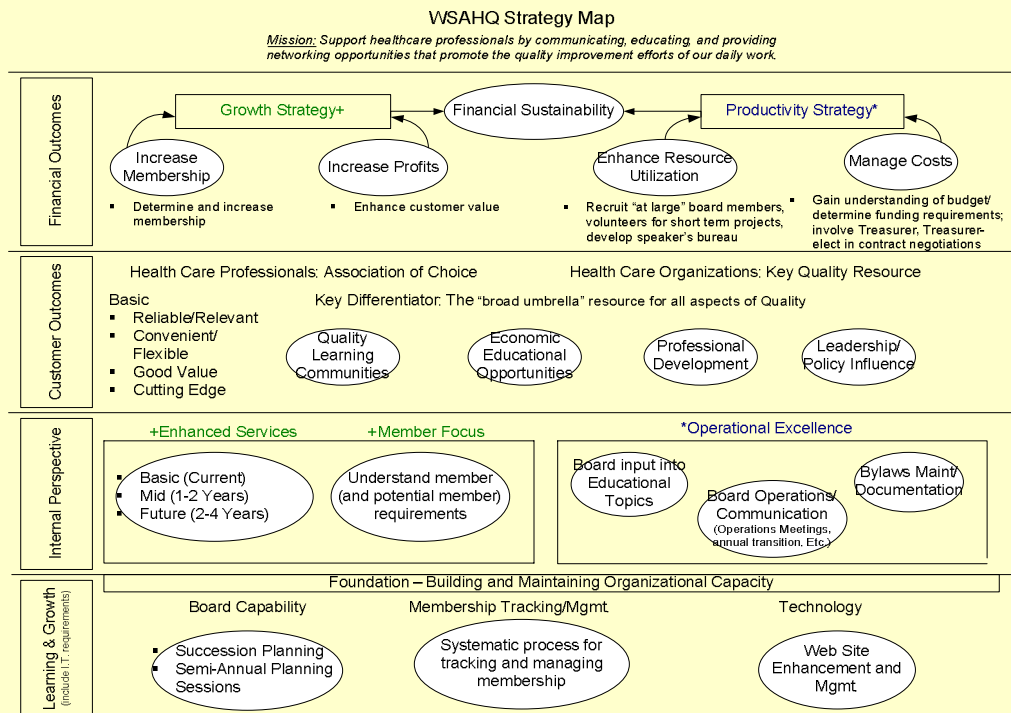 WSAHQ Strategy Map
Mission: Support healthcare professionals by communicating, educating, and providing
networking opportunities that promote the quality improvement efforts of our daily work.
Financial Outcomes
Growth Strategy+
Financial Sustainability
Productivity Strategy*
Increase
Membership
Increase Profits
Enhance Resource
Utilization
Manage Costs
▪ Determine and increase
membership
▪ Enhance customer value
▪ Recruit “at large” board members,
volunteers for short term projects,
develop speaker’s bureau
▪ Gain understanding of budget/
determine funding requirements;
involve Treasurer, Treasurer-
elect in contract negotiations
Customer Outcomes
Health Care Professionals: Association of Choice
Health Care Organizations: Key Quality Resource
Basic
▪ Reliable/Relevant
▪ Convenient/
Flexible
▪ Good Value
▪ Cutting Edge
Key Differentiator: The “broad umbrella” resource for all aspects of Quality
Quality
Learning
Communities
Economic
Educational
Opportunities
Professional
Development
Leadership/
Policy Influence
Internal Perspective
+Enhanced Services
+Member Focus
*Operational Excellence
▪ Basic (Current)
▪ Mid (1-2 Years)
▪ Future (2-4 Years)
Understand member
(and potential member)
requirements
Board input into
Educational
Topics
Board Operations/
Communication
(Operations Meetings,
annual transition, Etc.)
Bylaws Maint/
Documentation
Learning & Growth
(include I.T. requirements)
Foundation – Building and Maintaining Organizational Capacity
Board Capability
Membership Tracking/Mgmt.
Technology
▪ Succession Planning
▪ Semi-Annual Planning
Sessions
Systematic process for
tracking and managing
membership
Web Site
Enhancement and
Mgmt.